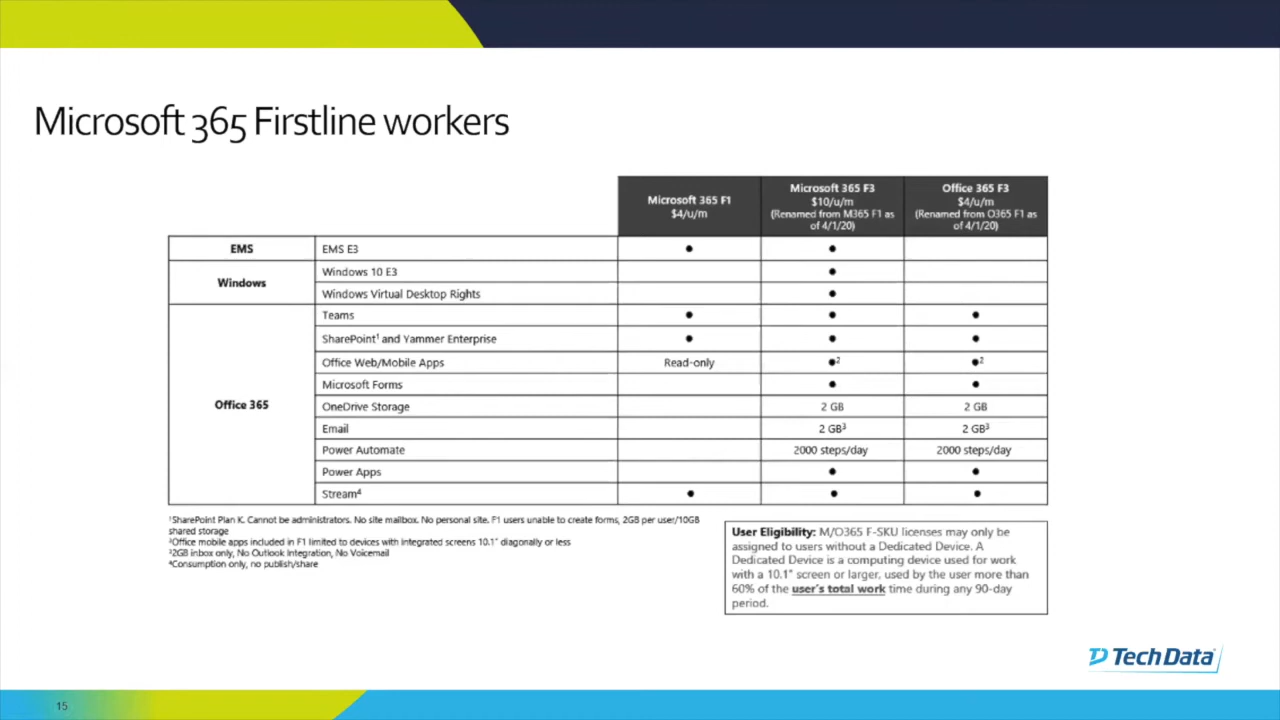 Microsoft 365 Firstline workers
Microsoft 365 F1
$4/u/m
Microsoft 365 F3
$10/u/m
(Renamed from M365 F1 as
of 4/1/20)
Office 365 F3
$4/u/m
(Renamed from O365 F1 as
of 4/1/20)
EMS
EMS E3 ● ●
Windows
Windows 10 E3 ●
Windows Virtual Desktop Rights ●
Office 365
Teams ● ● ●
SharePoint¹ and Yammer Enterprise ● ● ●
Office Web/Mobile Apps Read-only ●² ●²
Microsoft Forms ● ●
OneDrive Storage 2 GB 2 GB
Email 2 GB³ 2 GB³
Power Automate 2000 steps/day 2000 steps/day
Power Apps ● ●
Stream⁴ ● ● ●
¹SharePoint Plan K. Cannot be administrators. No site mailbox. No personal site. F1 users unable to create forms, 2GB per user/10GB
shared storage
²Office mobile apps included in F1 limited to devices with integrated screens 10.1" diagonally or less
³2GB inbox only, No Outlook Integration, No Voicemail
⁴Consumption only, no publish/share
User Eligibility: M/O365 F-SKU licenses may only be
assigned to users without a Dedicated Device. A
Dedicated Device is a computing device used for work
with a 10.1" screen or larger, used by the user more than
60% of the user's total work time during any 90-day
period.
TD Tech Data
15